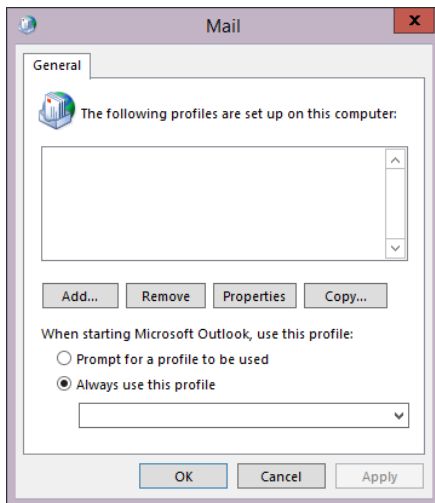 Mail
x
General
The following profiles are set up on this computer:
Add... Remove Properties Copy...
When starting Microsoft Outlook, use this profile:
Prompt for a profile to be used
Always use this profile
OK Cancel Apply